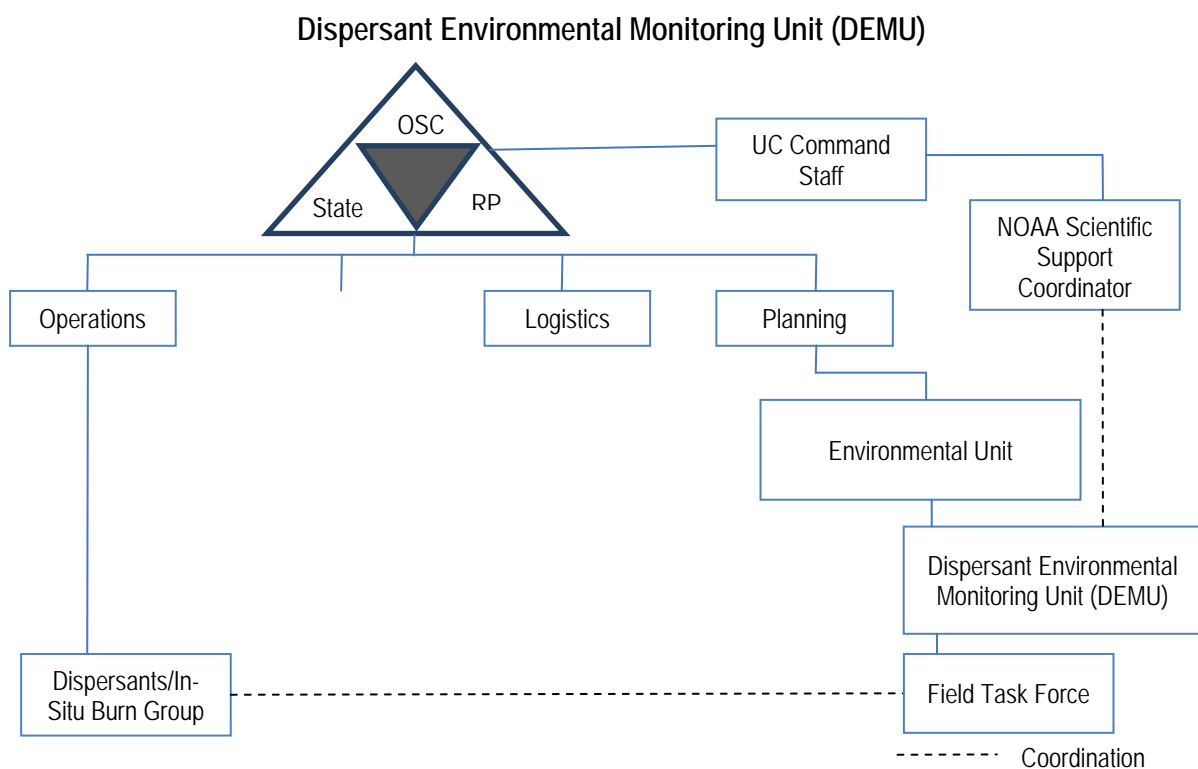 Dispersant Environmental Monitoring Unit (DEMU)
OSC
State
RP
UC Command
Staff
NOAA Scientific
Support
Coordinator
Operations
Logistics
Planning
Environmental Unit
Dispersant Environmental
Monitoring Unit (DEMU)
Dispersants/In-
Situ Burn Group
Field Task Force
Coordination